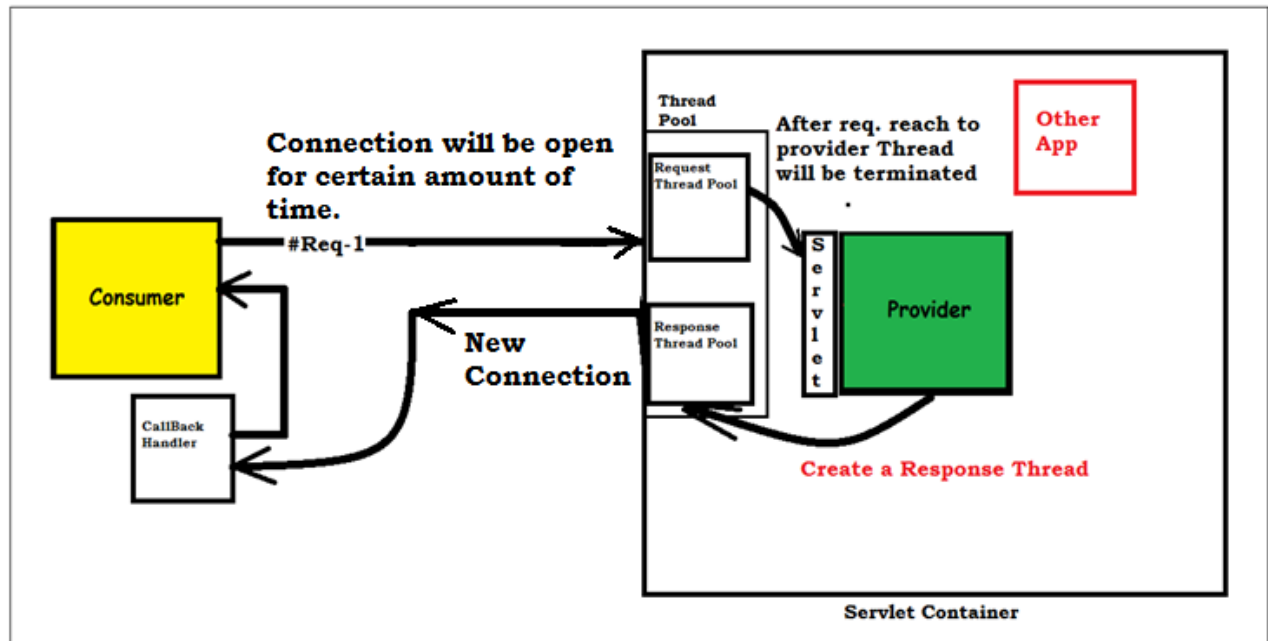 Thread
Pool
After req. reach to
provider Thread
will be terminated
.
Other
App
Connection will be open
for certain amount of
time.
#Req-1
Request
Thread Pool
Consumer
Servlet
Provider
New
Connection
Response
Thread Pool
CallBack
Handler
Create a Response Thread
Servlet Container